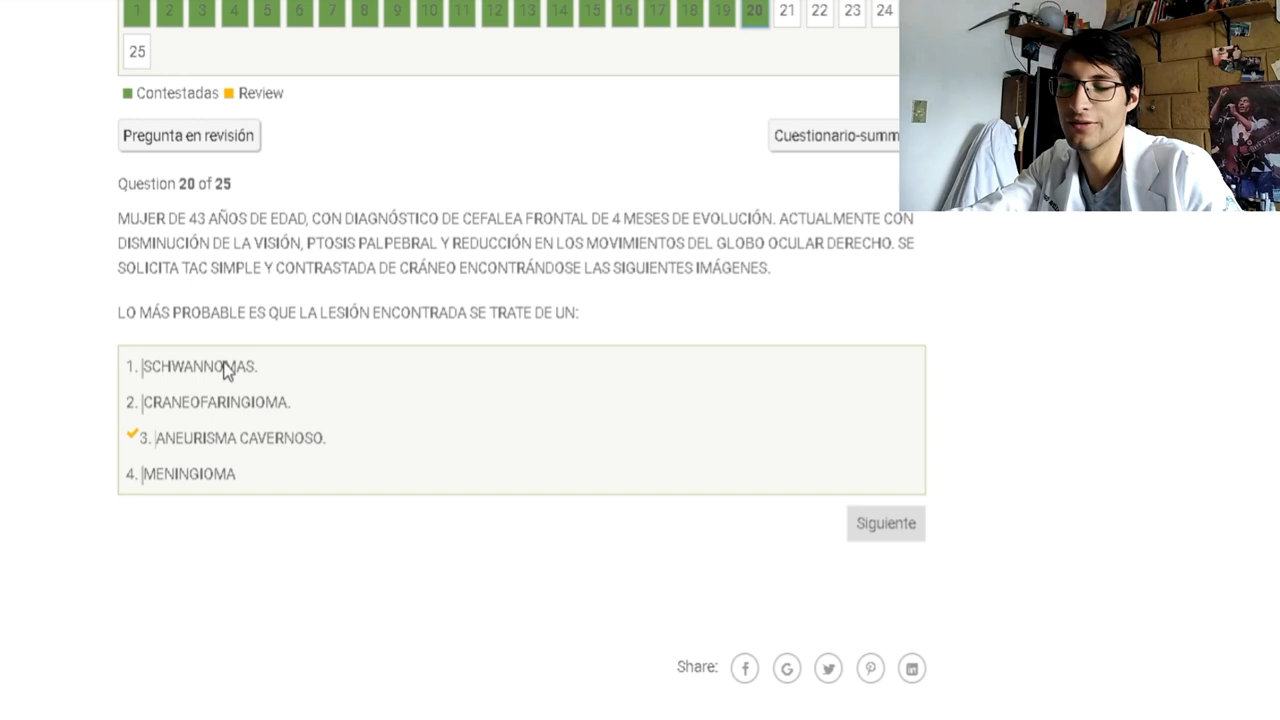 1 2 3 4 5 6 7 8 9 10 11 12 13 14 15 16 17 18 19 20 21 22 23 24
25
Contestadas Review
Pregunta en revisión Cuestionario-summ
Question 20 of 25
MUJER DE 43 AÑOS DE EDAD, CON DIAGNÓSTICO DE CEFALEA FRONTAL DE 4 MESES DE EVOLUCIÓN. ACTUALMENTE CON
DISMINUCIÓN DE LA VISIÓN, PTOSIS PALPEBRAL Y REDUCCIÓN EN LOS MOVIMIENTOS DEL GLOBO OCULAR DERECHO. SE
SOLICITA TAC SIMPLE Y CONTRASTADA DE CRÁNEO ENCONTRÁNDOSE LAS SIGUIENTES IMÁGENES.
LO MÁS PROBABLE ES QUE LA LESIÓN ENCONTRADA SE TRATE DE UN:
1. SCHWANNOMAS.
2. CRANEOFARINGIOMA.
3. ANEURISMA CAVERNOSO.
4. MENINGIOMA
Siguiente
Share: